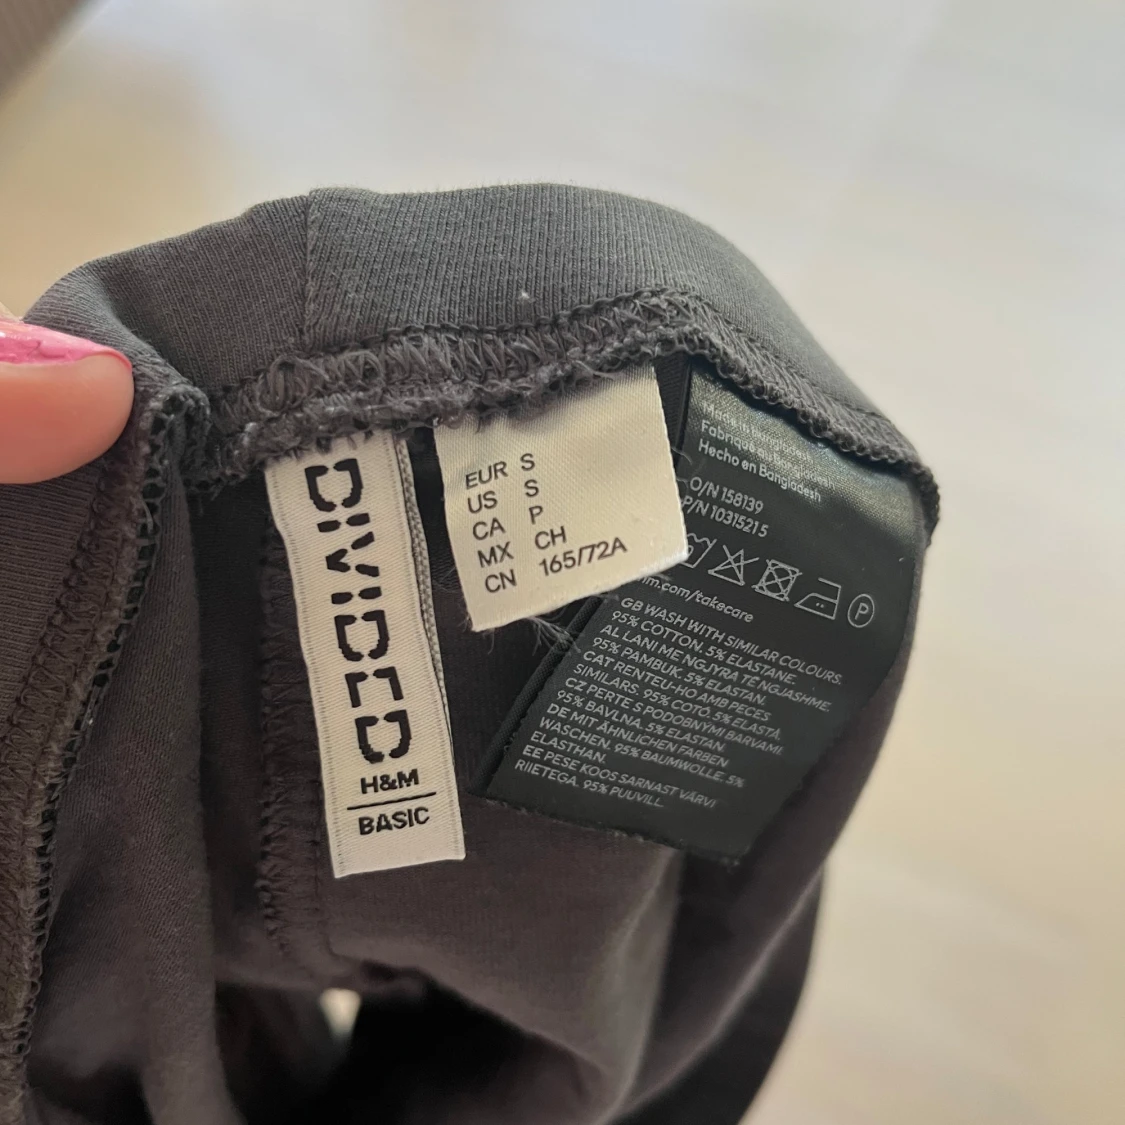 DIVIDED
H&M
BASIC
EUR S
US S
CA P
MX CH
CN 165/72A
Made in Bangladesh
Fabriqué au Bangladesh
Hecho en Bangladesh
O/N 158139
P/N 1031521 5
P
hm.com/takecare
GB WASH WITH SIMILAR COLOURS.
95% COTTON. 5% ELASTANE.
AL LANI ME NGJYRA TË NGJASHME.
95% PAMBUK. 5% ELASTAN.
CAT RENTEU-HO AMB PECES
SIMILARS. 95% COTÓ. 5% ELASTÀ.
CZ PERTE S PODOBNÝMI BARVAMI.
95% BAVLNA. 5% ELASTAN.
DE MIT ÄHNLICHEN FARBEN
WASCHEN. 95% BAUMWOLLE. 5%
ELASTHAN.
EE PESE KOOS SARNAST VÄRVI
RIIETEGA. 95% PUUVILL.